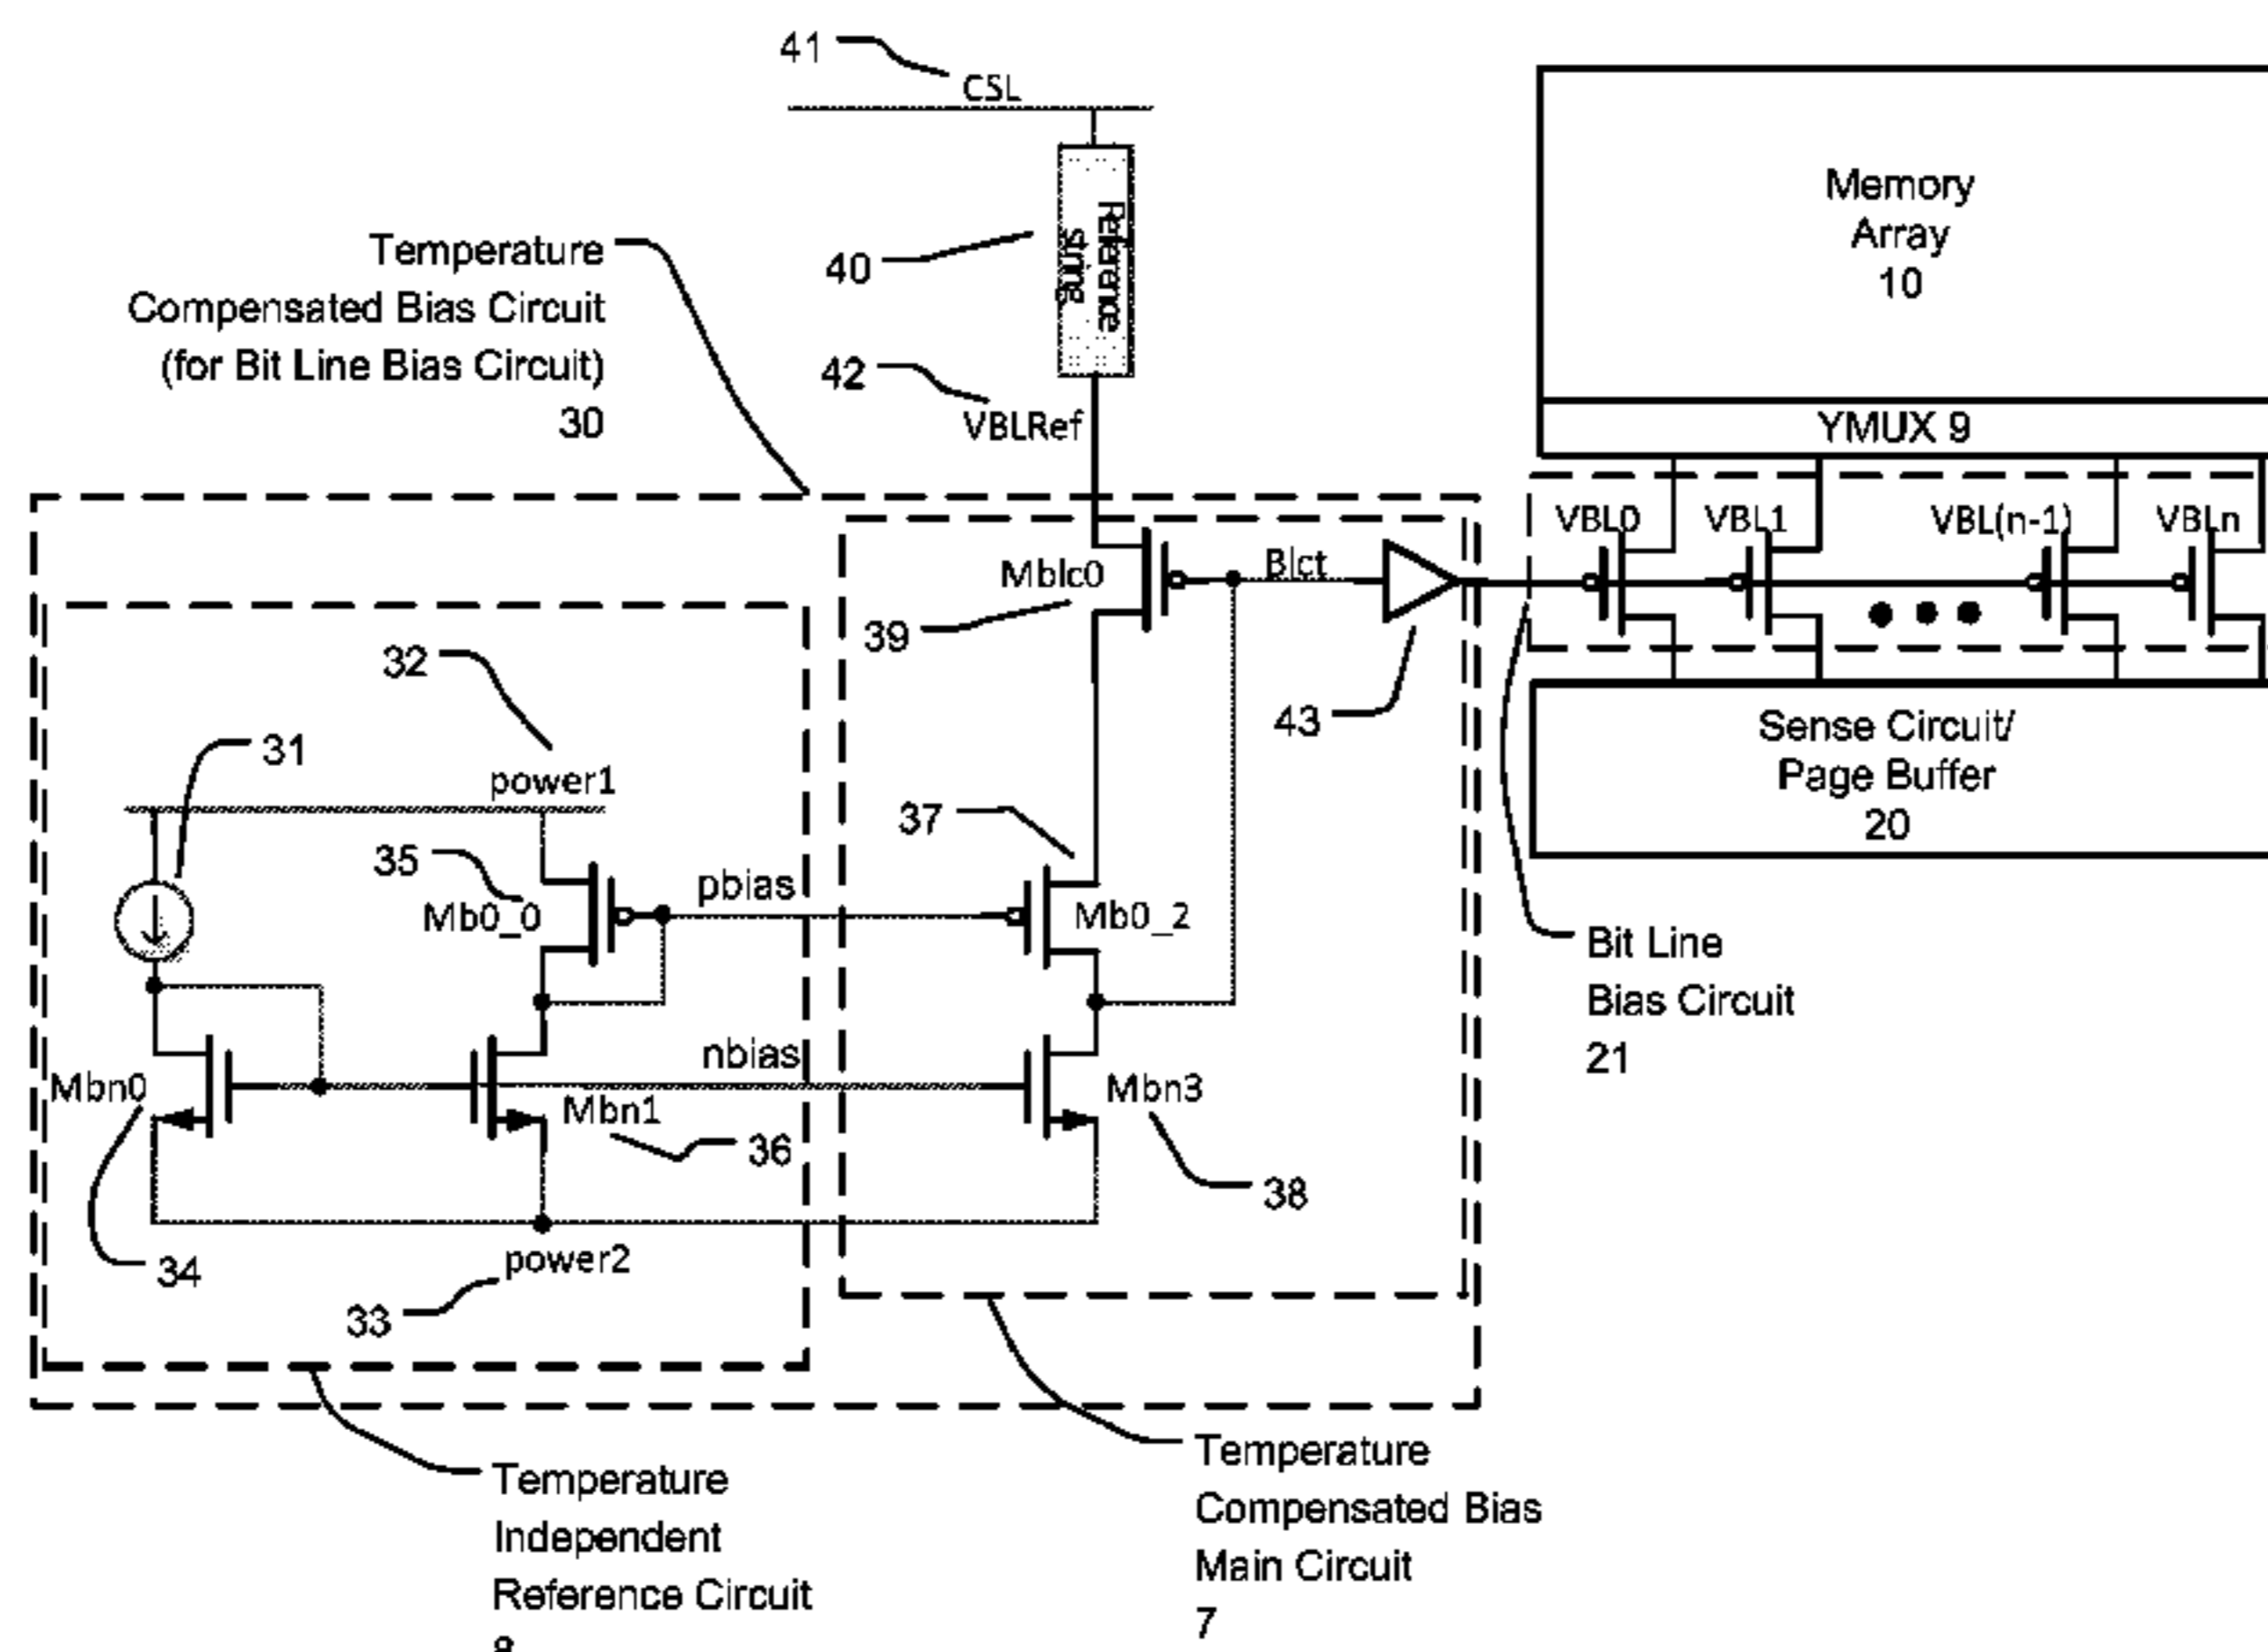 41
CSL
Reference
string
40
42
VBLRef
Temperature
Compensated Bias Circuit
(for Bit Line Bias Circuit)
30
Memory
Array
10
YMUX 9
VBL0
VBL1
VBL(n-1)
VBLn
Mblc0
39
Blct
43
Sense Circuit/
Page Buffer
20
Bit Line
Bias Circuit
21
32
power1
31
35
Mb0_0
pbias
37
Mb0_2
Mbn0
34
Mbn1
36
nbias
Mbn3
38
power2
33
Temperature
Independent
Reference Circuit
8
Temperature
Compensated Bias
Main Circuit
7